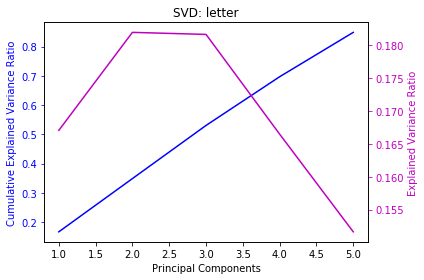 SVD: letter
Cumulative Explained Variance Ratio
0.8
0.7
0.6
0.5
0.4
0.3
0.2
0.180
0.175
0.170
0.165
0.160
0.155
Explained Variance Ratio
1.0 1.5 2.0 2.5 3.0 3.5 4.0 4.5 5.0
Principal Components